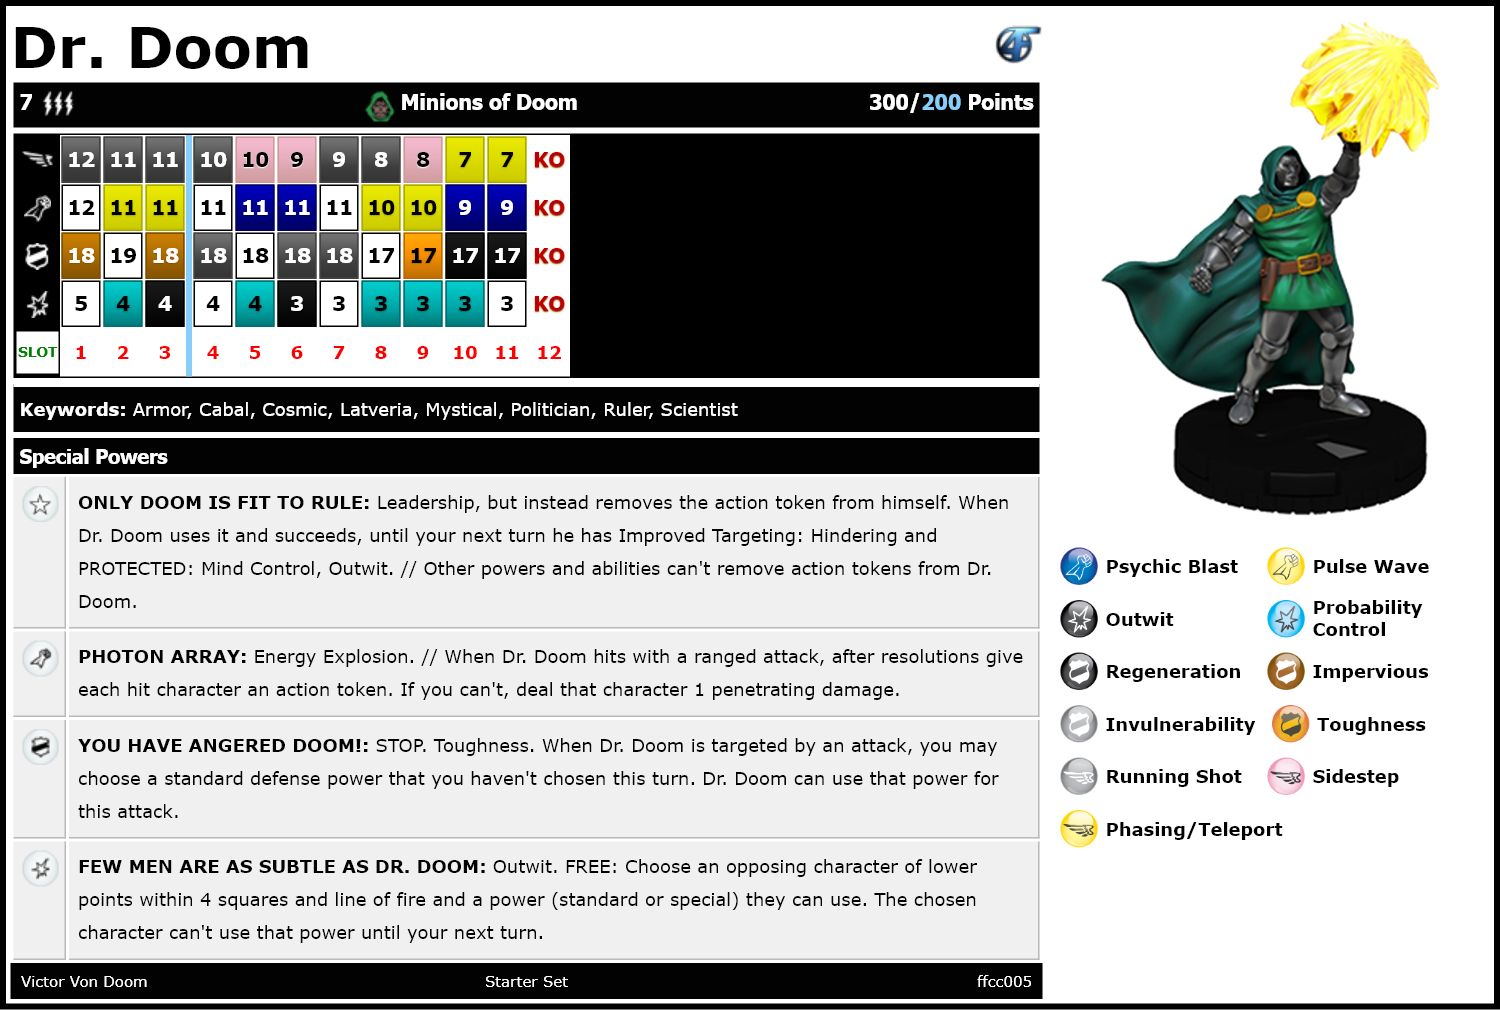 Dr. Doom
7 Minions of Doom 300/200 Points
12 11 11 10 10 9 9 8 8 7 7 KO
12 11 11 11 11 11 11 10 10 9 9 KO
18 19 18 18 18 18 18 17 17 17 17 KO
5 4 4 4 4 3 3 3 3 3 3 KO
SLOT 1 2 3 4 5 6 7 8 9 10 11 12
Keywords: Armor, Cabal, Cosmic, Latveria, Mystical, Politician, Ruler, Scientist
Special Powers
ONLY DOOM IS FIT TO RULE: Leadership, but instead removes the action token from himself. When
Dr. Doom uses it and succeeds, until your next turn he has Improved Targeting: Hindering and
PROTECTED: Mind Control, Outwit. // Other powers and abilities can't remove action tokens from Dr.
Doom.
PHOTON ARRAY: Energy Explosion. // When Dr. Doom hits with a ranged attack, after resolutions give
each hit character an action token. If you can't, deal that character 1 penetrating damage.
YOU HAVE ANGERED DOOM!: STOP. Toughness. When Dr. Doom is targeted by an attack, you may
choose a standard defense power that you haven't chosen this turn. Dr. Doom can use that power for
this attack.
FEW MEN ARE AS SUBTLE AS DR. DOOM: Outwit. FREE: Choose an opposing character of lower
points within 4 squares and line of fire and a power (standard or special) they can use. The chosen
character can't use that power until your next turn.
Victor Von Doom Starter Set ffcc005
Psychic Blast Pulse Wave
Outwit Probability
Control
Regeneration Impervious
Invulnerability Toughness
Running Shot Sidestep
Phasing/Teleport